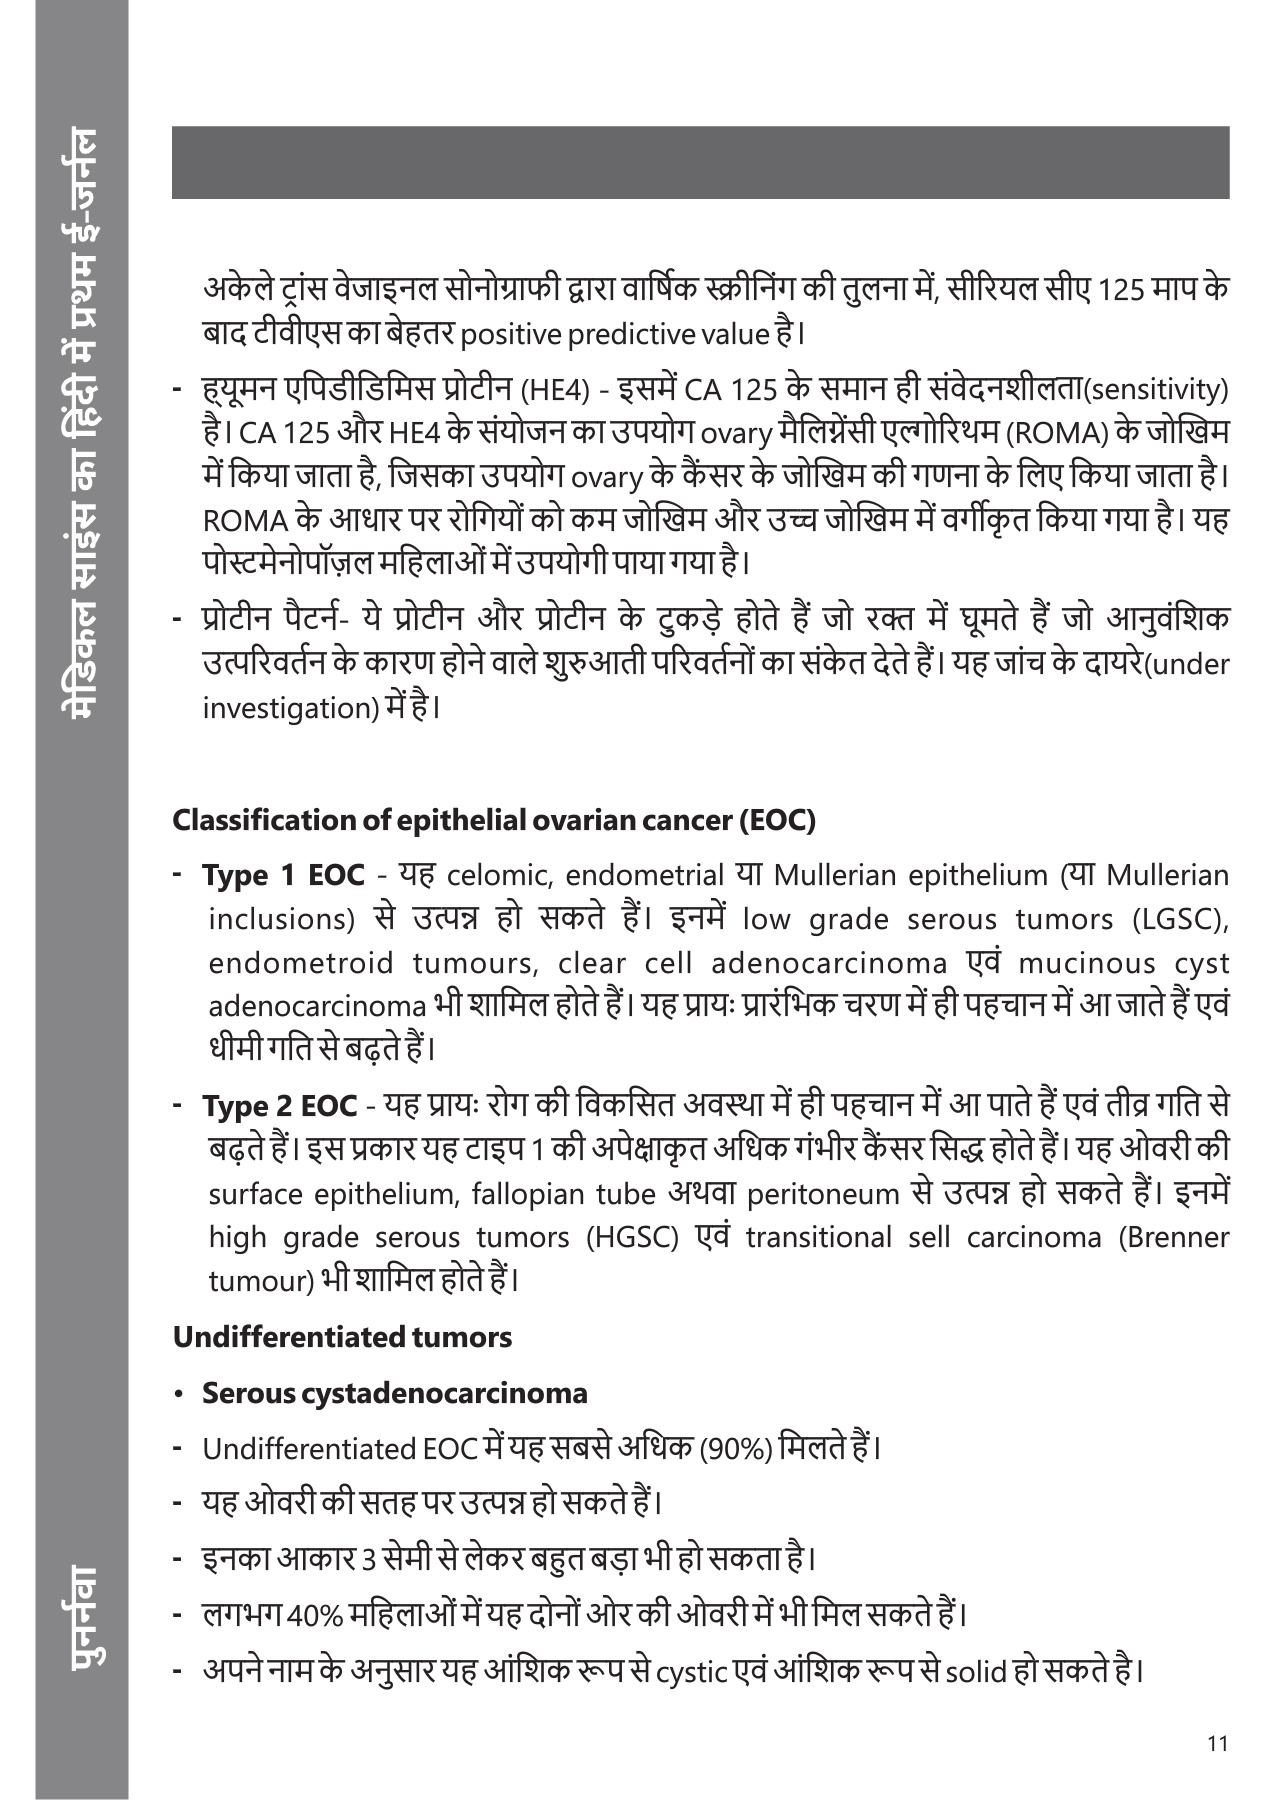 मेडिकल साइंस का हिंदी में प्रथम ई-जर्नल
पुनर्नवा
अकेले ट्रांस वेजाइनल सोनोग्राफी द्वारा वार्षिक स्क्रीनिंग की तुलना में, सीरियल सीए 125 माप के
बाद टीवीएस का बेहतर positive predictive value है।
- ह्यूमन एपिडीडिमिस प्रोटीन (HE4) - इसमें CA 125 के समान ही संवेदनशीलता(sensitivity)
है। CA 125 और HE4 के संयोजन का उपयोग ovary मैलिग्नेंसी एल्गोरिथम (ROMA) के जोखिम
में किया जाता है, जिसका उपयोग ovary के कैंसर के जोखिम की गणना के लिए किया जाता है।
ROMA के आधार पर रोगियों को कम जोखिम और उच्च जोखिम में वर्गीकृत किया गया है। यह
पोस्टमेनोपॉज़ल महिलाओं में उपयोगी पाया गया है।
- प्रोटीन पैटर्न- ये प्रोटीन और प्रोटीन के टुकड़े होते हैं जो रक्त में घूमते हैं जो आनुवंशिक
उत्परिवर्तन के कारण होने वाले शुरुआती परिवर्तनों का संकेत देते हैं। यह जांच के दायरे(under
investigation) में है।
Classification of epithelial ovarian cancer (EOC)
- Type 1 EOC - यह celomic, endometrial या Mullerian epithelium (या Mullerian
inclusions) से उत्पन्न हो सकते हैं। इनमें low grade serous tumors (LGSC),
endometroid tumours, clear cell adenocarcinoma एवं mucinous cyst
adenocarcinoma भी शामिल होते हैं। यह प्रायः प्रारंभिक चरण में ही पहचान में आ जाते हैं एवं
धीमी गति से बढ़ते हैं।
- Type 2 EOC - यह प्रायः रोग की विकसित अवस्था में ही पहचान में आ पाते हैं एवं तीव्र गति से
बढ़ते हैं। इस प्रकार यह टाइप 1 की अपेक्षाकृत अधिक गंभीर कैंसर सिद्ध होते हैं। यह ओवरी की
surface epithelium, fallopian tube अथवा peritoneum से उत्पन्न हो सकते हैं। इनमें
high grade serous tumors (HGSC) एवं transitional sell carcinoma (Brenner
tumour) भी शामिल होते हैं।
Undifferentiated tumors
• Serous cystadenocarcinoma
- Undifferentiated EOC में यह सबसे अधिक (90%) मिलते हैं।
- यह ओवरी की सतह पर उत्पन्न हो सकते हैं।
- इनका आकार 3 सेमी से लेकर बहुत बड़ा भी हो सकता है।
- लगभग 40% महिलाओं में यह दोनों ओर की ओवरी में भी मिल सकते हैं।
- अपने नाम के अनुसार यह आंशिक रूप से cystic एवं आंशिक रूप से solid हो सकते है।
11